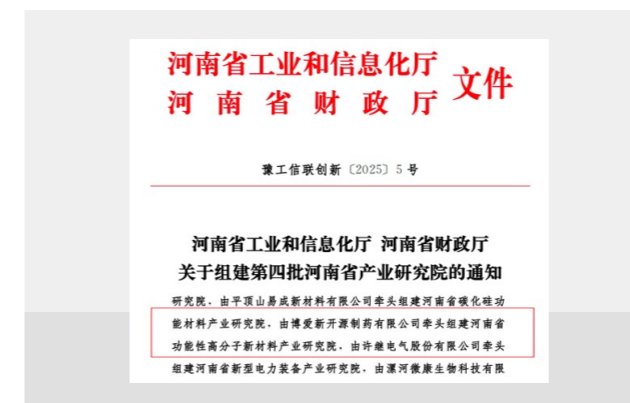 河南省工业和信息化厅
河南省财政厅
文件
豫工信联创新〔2025〕5号
河南省工业和信息化厅 河南省财政厅
关于组建第四批河南省产业研究院的通知
研究院、由平顶山易成新材料有限公司牵头组建河南省碳化硅功
能材料产业研究院、由博爱新开源制药有限公司牵头组建河南省
功能性高分子新材料产业研究院、由许继电气股份有限公司牵头
组建河南省新型电力装备产业研究院、由漯河微康生物科技有限